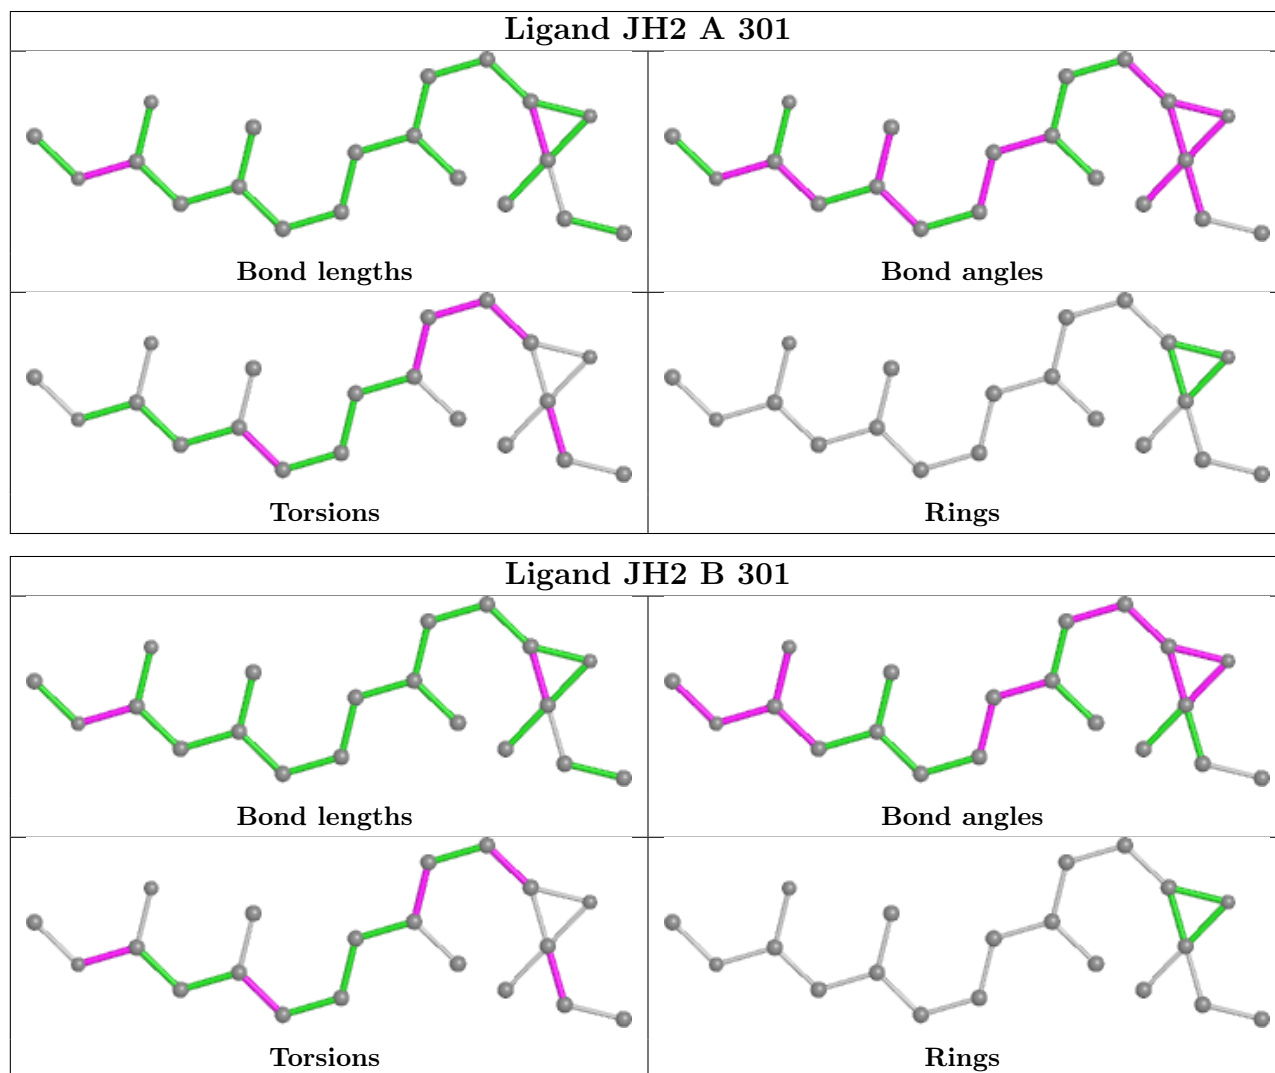 Ligand JH2 A 301
Bond lengths
Bond angles
Torsions
Rings
Ligand JH2 B 301
Bond lengths
Bond angles
Torsions
Rings